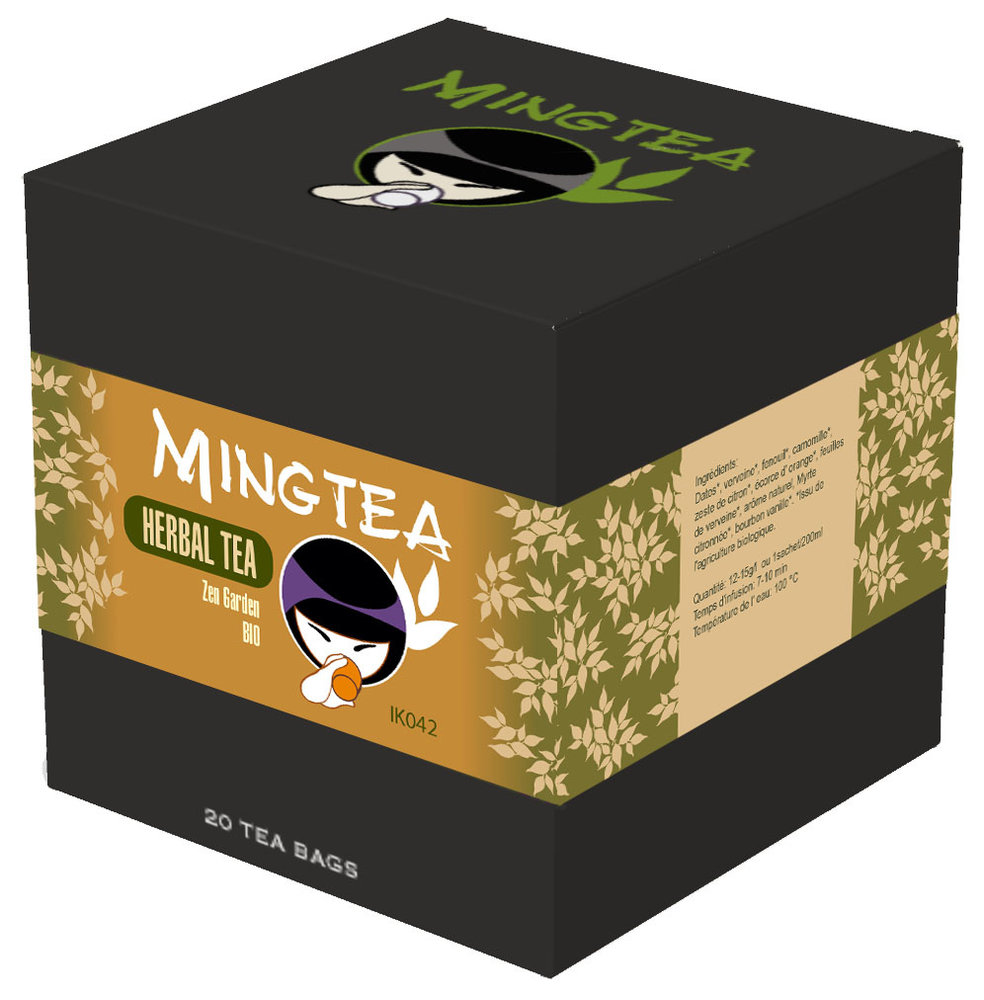 MINGTEA
MINGTEA
HERBAL TEA
Zen Garden
BIO
IK042
20 TEA BAGS
Ingrédients:
Dates*, verveine*, fenouil*, camomille*,
zeste de citron*, écorce d' orange*, feuilles
de verveine*, arôme naturel, Myrte
citronnée*, bourbon vanille*. *Issu de
l'agriculture biologique.
Quantité: 12-15g/l ou 1sachet/200ml
Temps d'infusion: 7-10 min
Température de l' eau: 100 °C